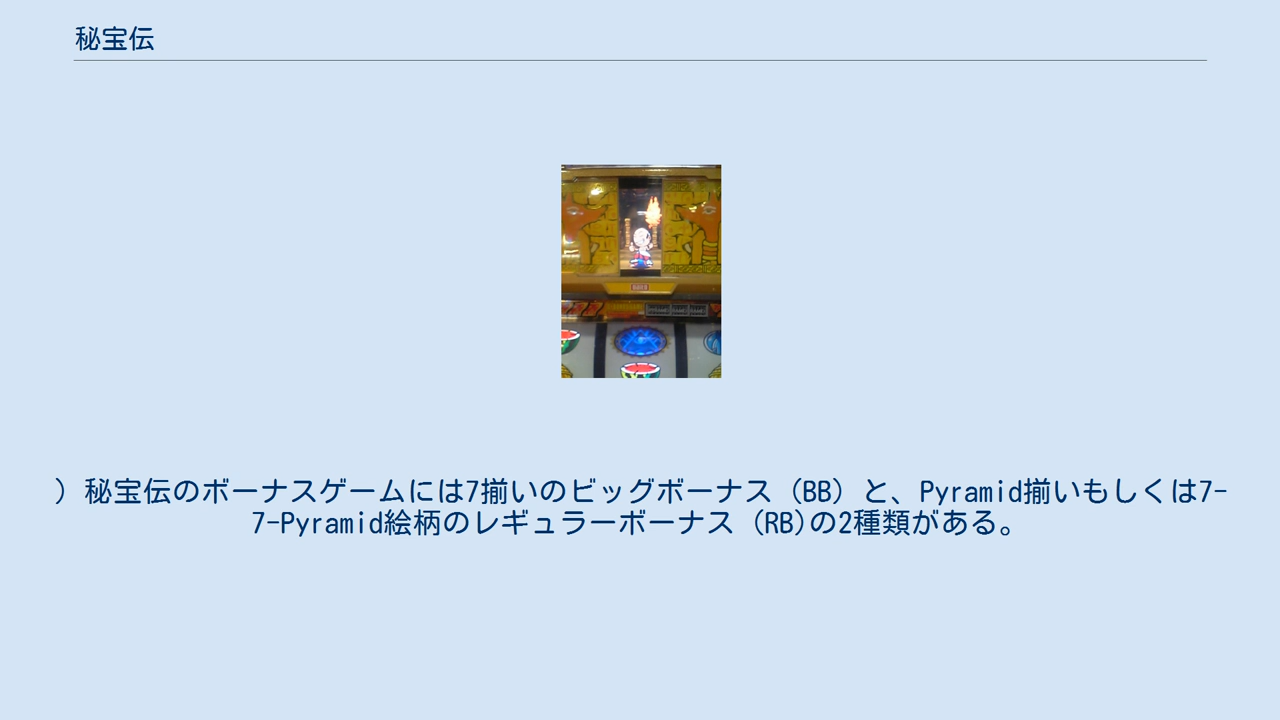 秘宝伝
）秘宝伝のボーナスゲームには7揃いのビッグボーナス（BB）と、Pyramid揃いもしくは7-
7-Pyramid絵柄のレギュラーボーナス（RB)の2種類がある。